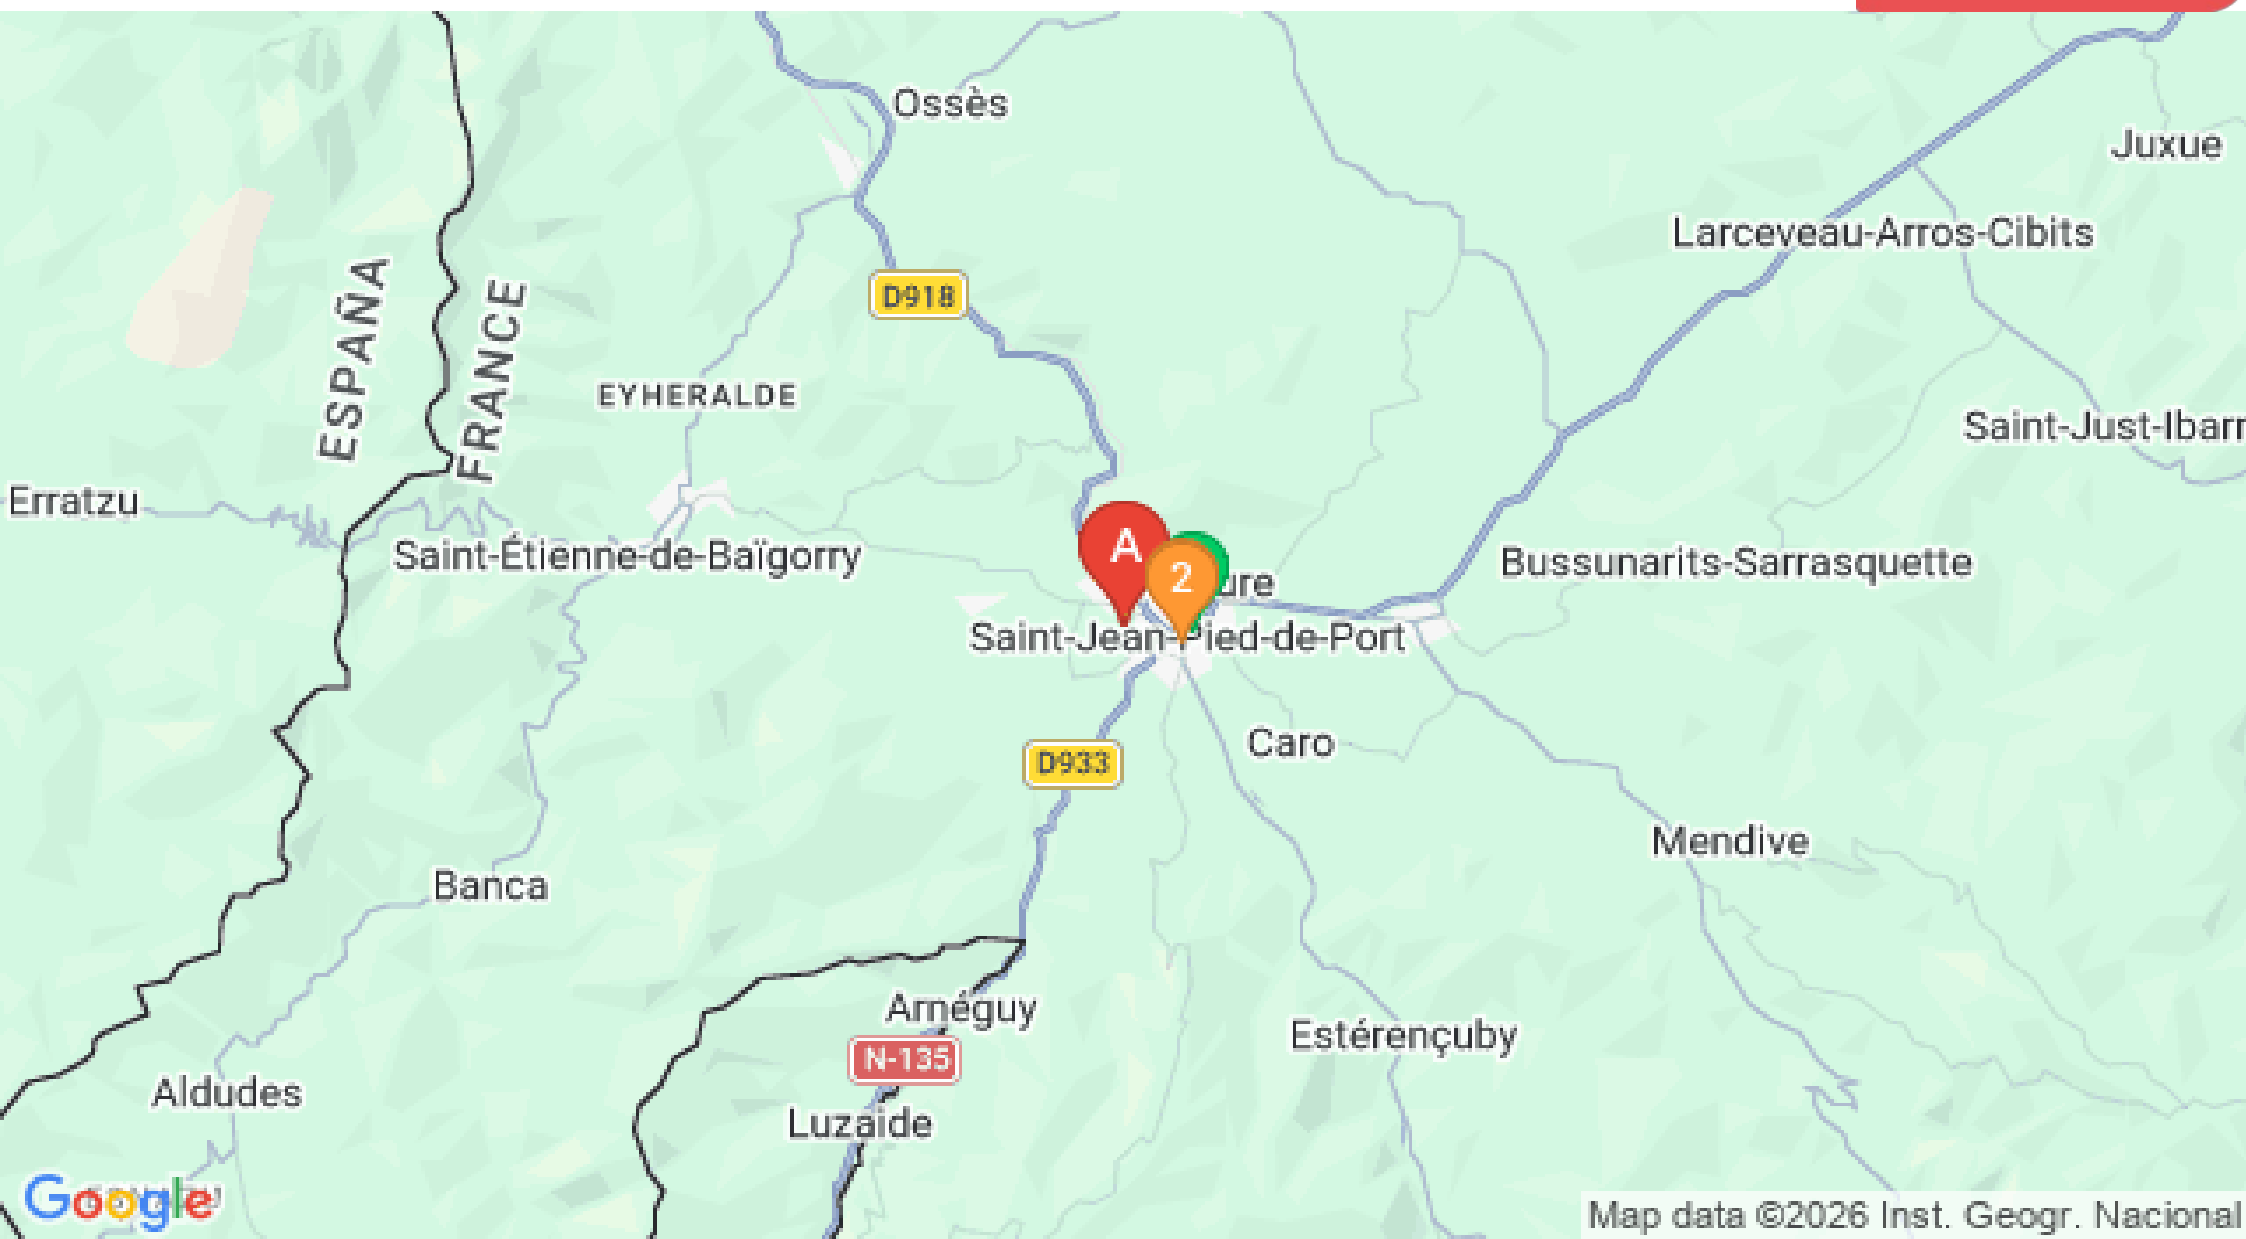 Ossès
Juxue
Larceveau-Arros-Cibits
ESPAÑA
FRANCE
D918
EYHERALDE
Saint-Just-Ibarr
Erratzu
Saint-Étienne-de-Baïgorry
A
2
ure
Bussunarits-Sarrasquette
Saint-Jean-Pied-de-Port
Caro
D933
Mendive
Banca
Arnéguy
Estérençuby
N-135
Aldudes
Luzaide
Google
Map data ©2026 Inst. Geogr. Nacional